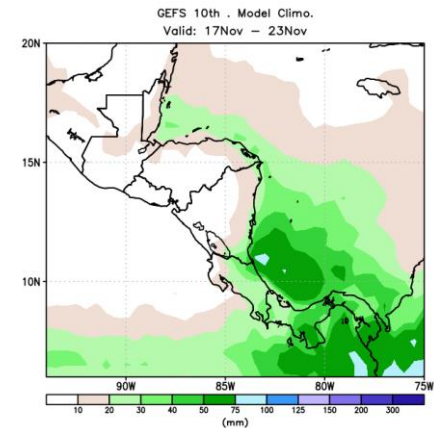 GEFS 10th . Model Climo.
Valid: 17Nov – 23Nov
20N
15N
10N
90W 85W 80W 75W
10 20 30 40 50 75 100 125 150 200 300
(mm)